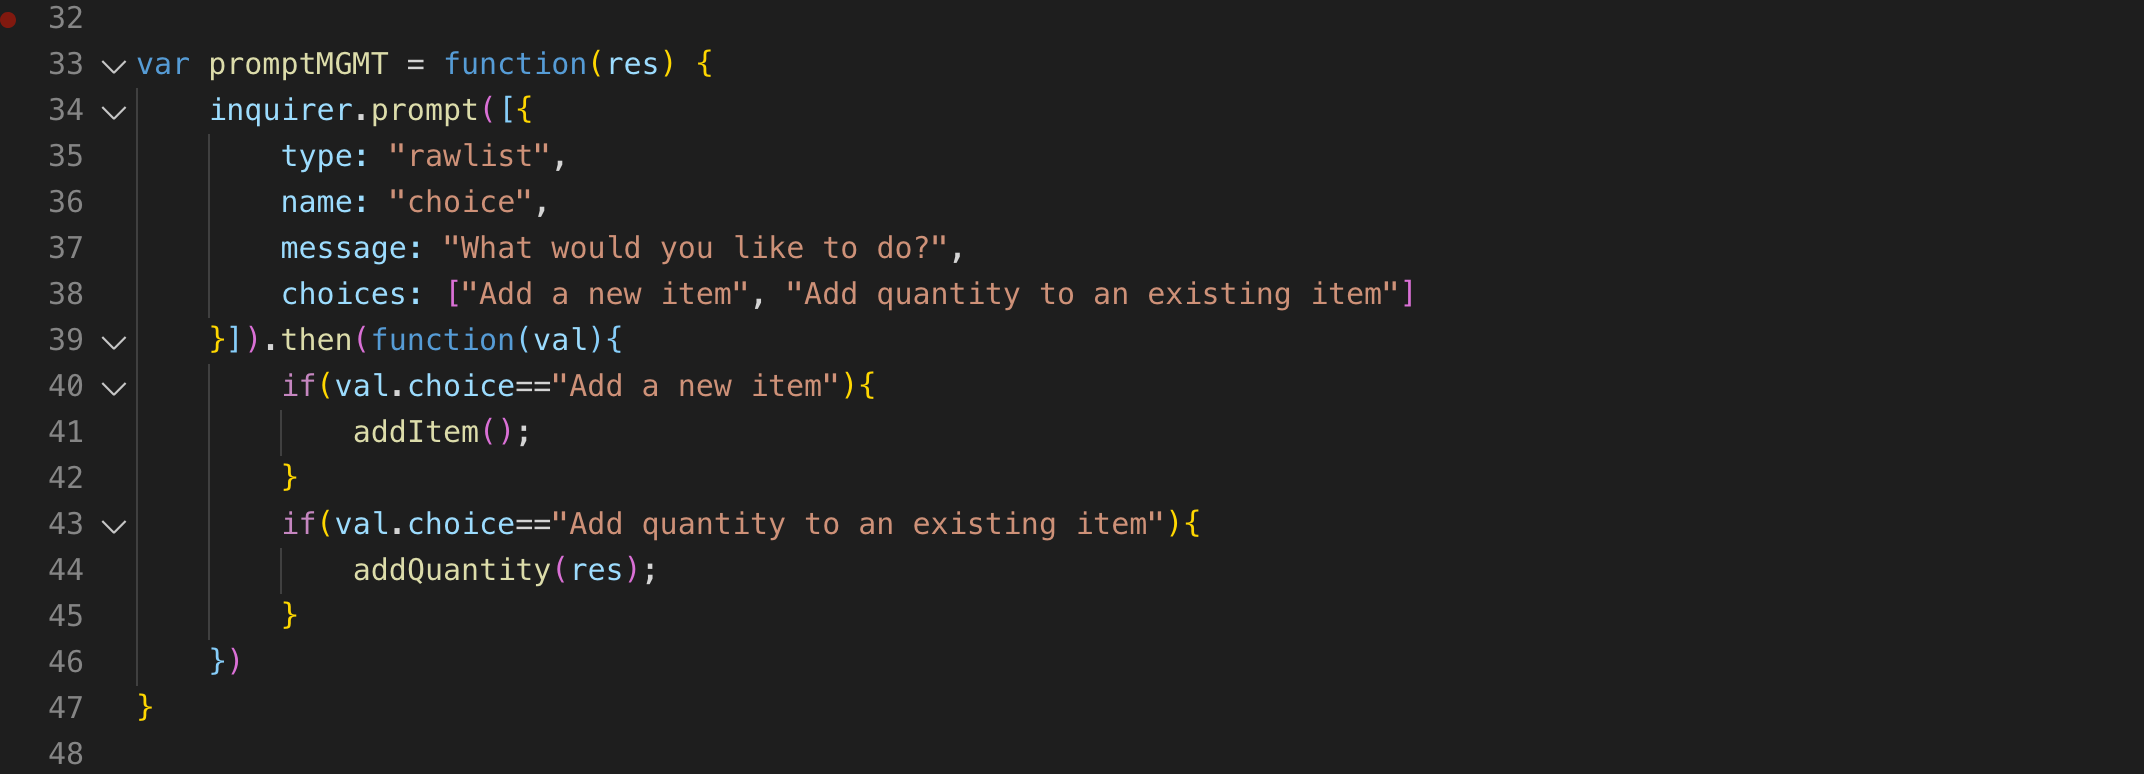 32
33 var promptMGMT = function(res) {
34     inquirer.prompt([{
35         type: "rawlist",
36         name: "choice",
37         message: "What would you like to do?",
38         choices: ["Add a new item", "Add quantity to an existing item"]
39     }]).then(function(val){
40         if(val.choice=="Add a new item"){
41             addItem();
42         }
43         if(val.choice=="Add quantity to an existing item"){
44             addQuantity(res);
45         }
46     })
47 }
48